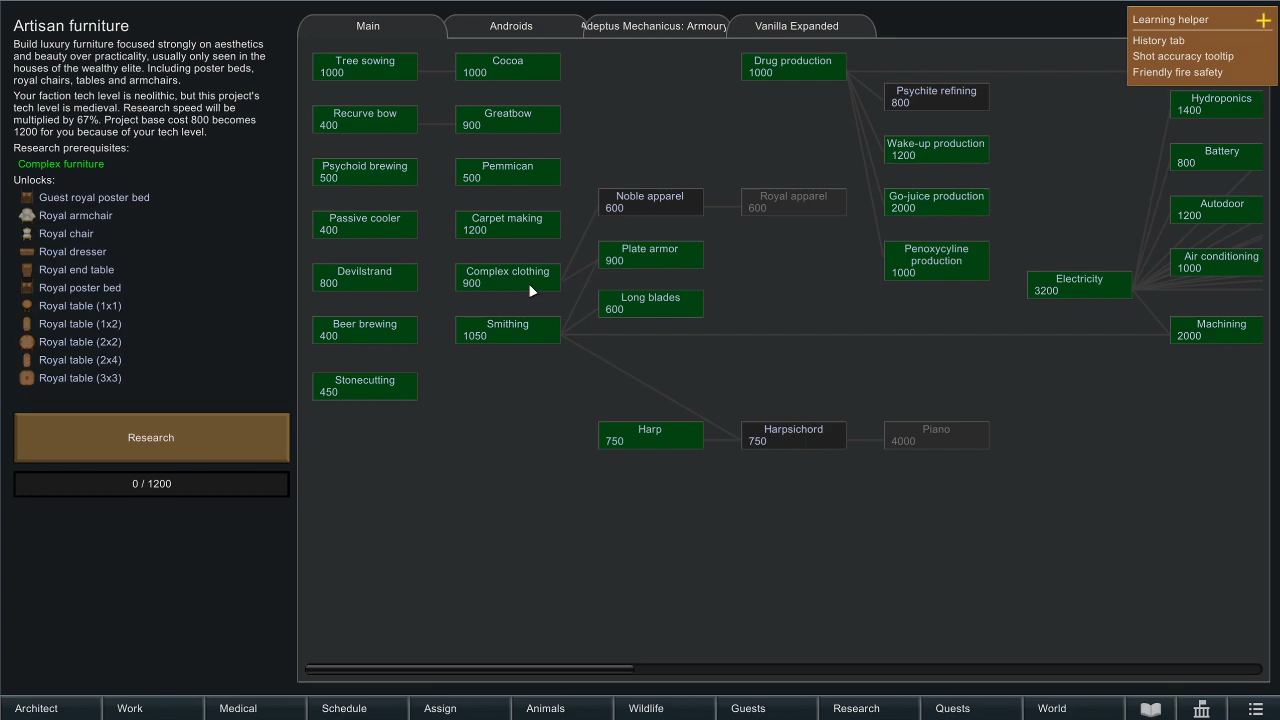 Artisan furniture
Build luxury furniture focused strongly on aesthetics
and beauty over practicality, usually only seen in the
houses of the wealthy elite. Including poster beds,
royal chairs, tables and armchairs.
Your faction tech level is neolithic, but this project's
tech level is medieval. Research speed will be
multiplied by 67%. Project base cost 800 becomes
1200 for you because of your tech level.
Research prerequisites:
Complex furniture
Unlocks:
Guest royal poster bed
Royal armchair
Royal chair
Royal dresser
Royal end table
Royal poster bed
Royal table (1x1)
Royal table (1x2)
Royal table (2x2)
Royal table (2x4)
Royal table (3x3)
Research
0 / 1200
Main
Androids
Adeptus Mechanicus: Armoury
Vanilla Expanded
Tree sowing
1000
Cocoa
1000
Recurve bow
400
Greatbow
900
Psychoid brewing
500
Pemmican
500
Passive cooler
400
Carpet making
1200
Devilstrand
800
Complex clothing
900
Beer brewing
400
Smithing
1050
Stonecutting
450
Noble apparel
600
Royal apparel
600
Plate armor
900
Long blades
600
Harp
750
Harpsichord
750
Piano
4000
Drug production
1000
Psychite refining
800
Wake-up production
1200
Go-juice production
2000
Penoxycyline
production
1000
Electricity
3200
Hydroponics
1400
Battery
800
Autodoor
1200
Air conditioning
1000
Machining
2000
Learning helper
History tab
Shot accuracy tooltip
Friendly fire safety
Architect
Work
Medical
Schedule
Assign
Animals
Wildlife
Guests
Research
Quests
World